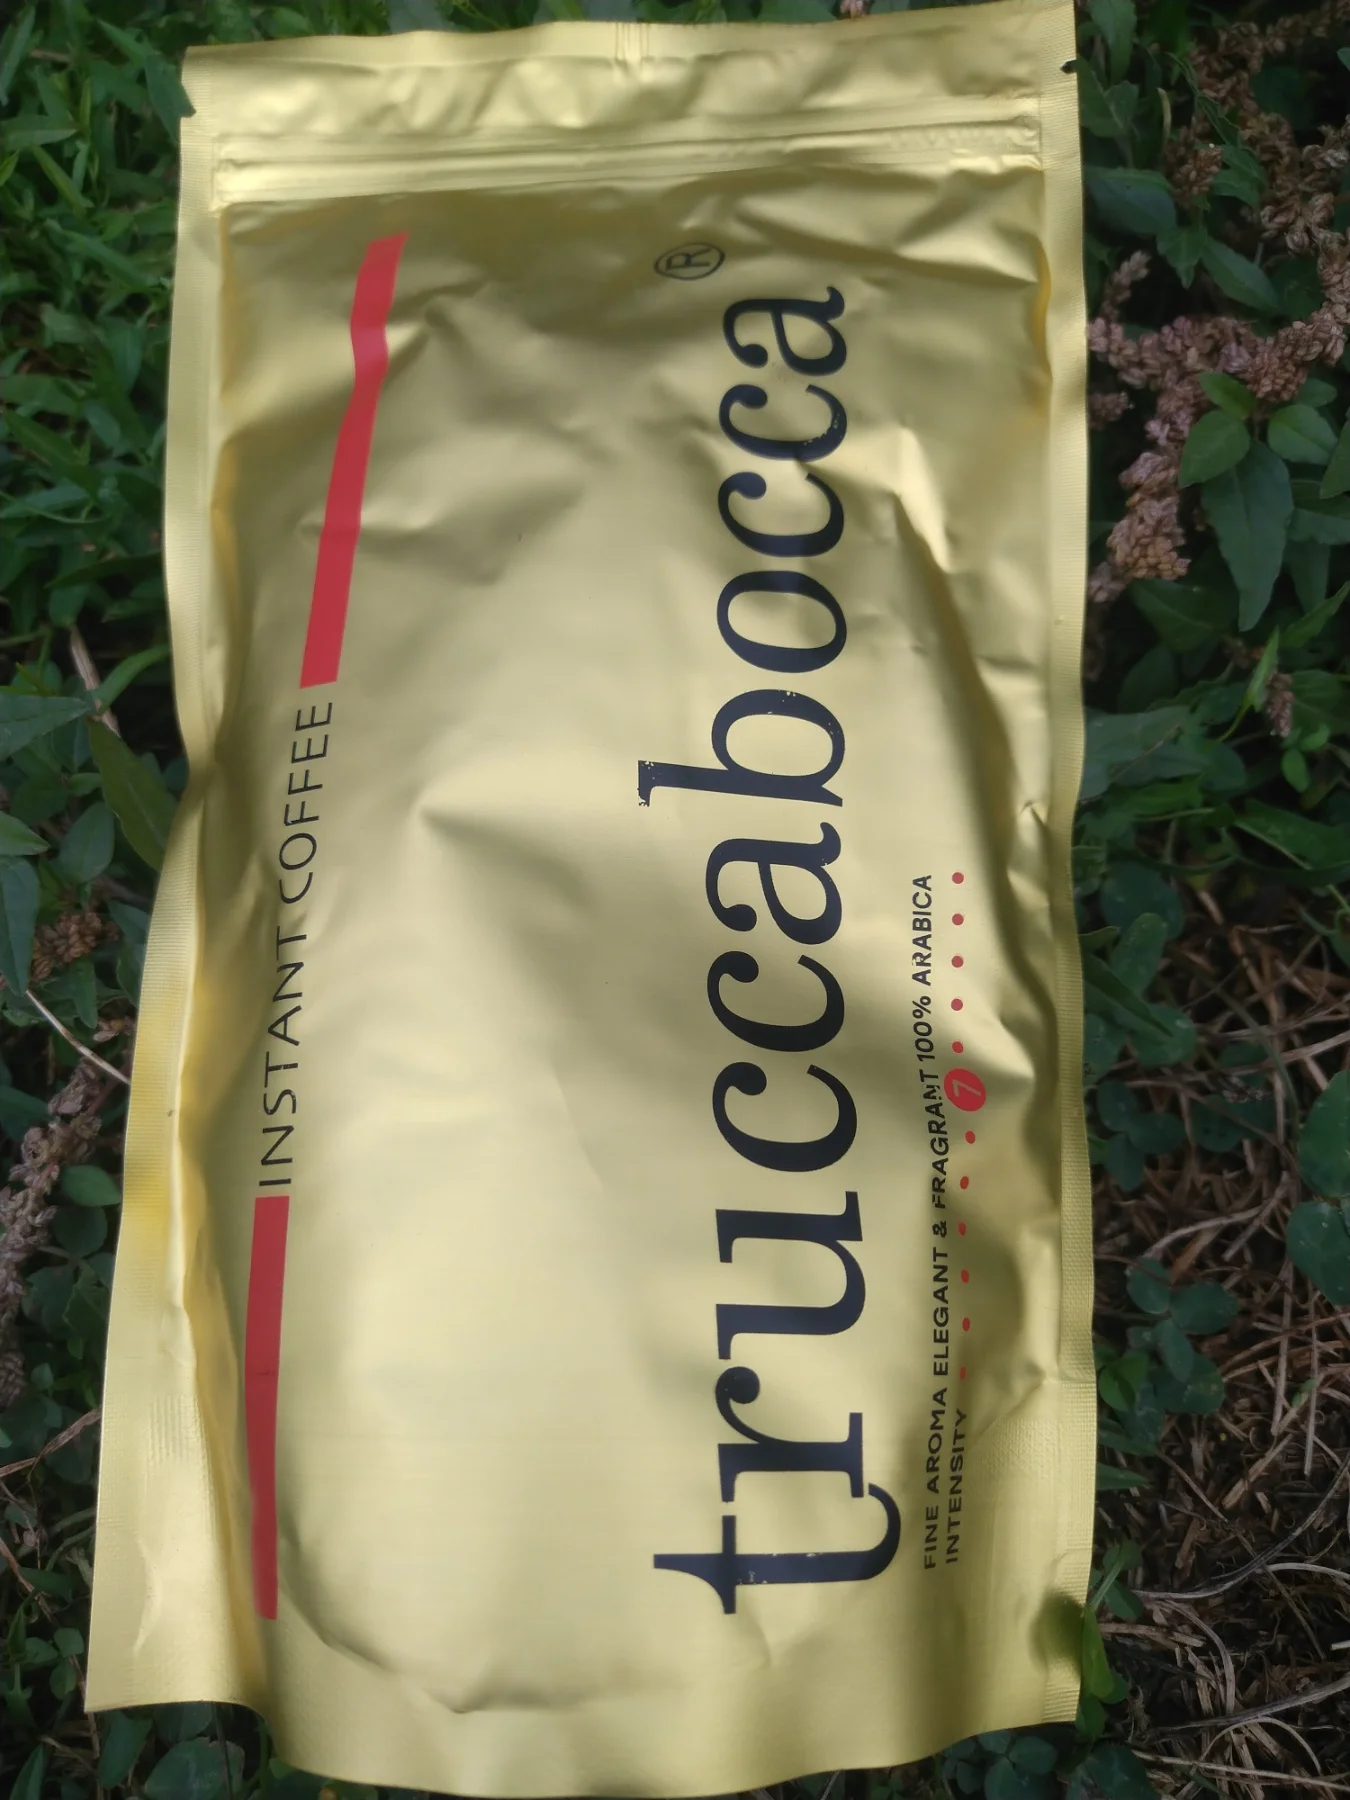 INSTANT COFFEE
truccabocca®
FINE AROMA ELEGANT & FRAGRANT 100% ARABICA
INTENSITY 7